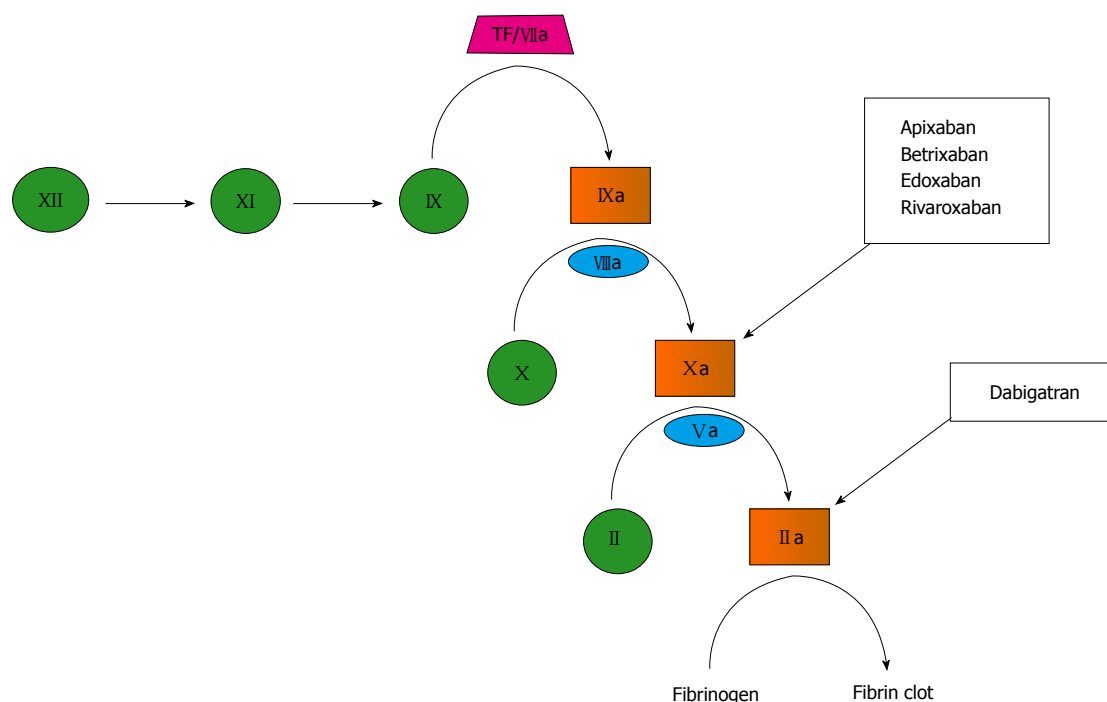 TF/Ⅶa
XII
XI
Ⅸ
Ⅸa
Apixaban
Betrixaban
Edoxaban
Rivaroxaban
Ⅷa
Ⅹ
Ⅹa
Dabigatran
Ⅴa
Ⅱ
Ⅱa
Fibrinogen
Fibrin clot